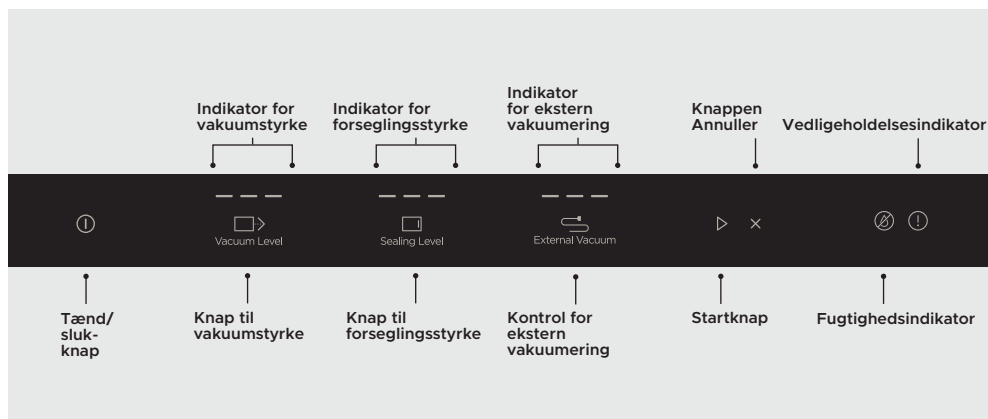 Indikator for
vakuumstyrke
Indikator for
forseglingsstyrke
Indikator
for ekstern
vakuumering
Knappen
Annuller
Vedligeholdelsesindikator
Vacuum Level
Sealing Level
External Vacuum
Tænd/
sluk-
knap
Knap til
vakuumstyrke
Knap til
forseglingsstyrke
Kontrol for
ekstern
vakuumering
Startknap
Fugtighedsindikator